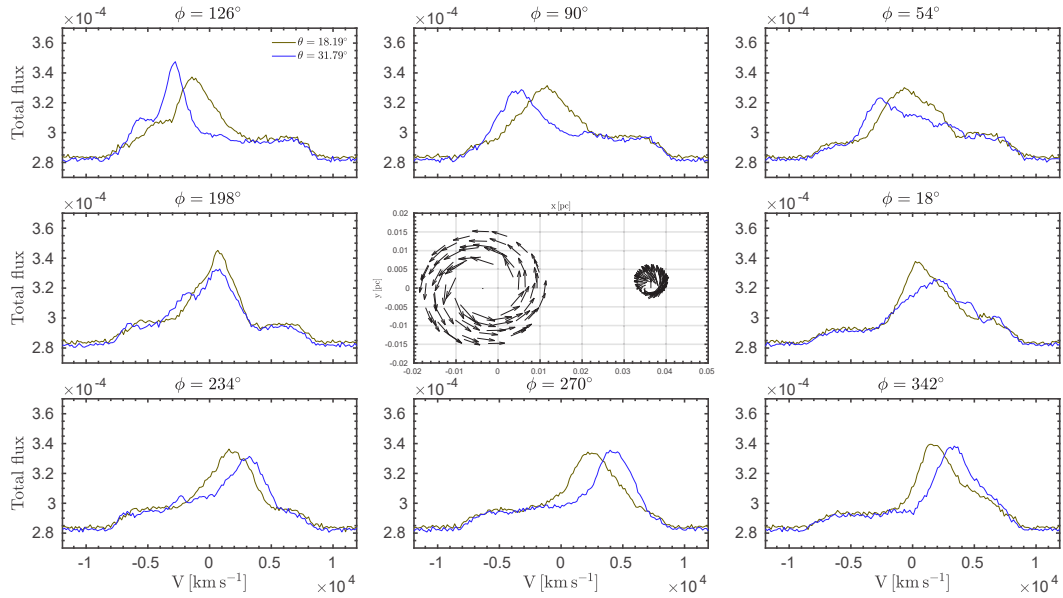 ×10⁻⁴ ϕ = 126° ×10⁻⁴ ϕ = 90° ×10⁻⁴ ϕ = 54°
3.6 3.6 3.6
θ = 18.19°
θ = 31.79°
3.4 3.4 3.4
Total flux
3.2 3.2 3.2
3 3 3
2.8 2.8 2.8
×10⁻⁴ ϕ = 198° x [pc] ×10⁻⁴ ϕ = 18°
3.6 0.02 3.6
0.015
3.4 0.01 3.4
Total flux
0.005
3.2 y [pc] 0 3.2
-0.005
3 -0.01 3
-0.015
2.8 -0.02 2.8
-0.02 -0.01 0 0.01 0.02 0.03 0.04 0.05
×10⁻⁴ ϕ = 234° ×10⁻⁴ ϕ = 270° ×10⁻⁴ ϕ = 342°
3.6 3.6 3.6
3.4 3.4 3.4
Total flux
3.2 3.2 3.2
3 3 3
2.8 2.8 2.8
-1 -0.5 0 0.5 1 -1 -0.5 0 0.5 1 -1 -0.5 0 0.5 1
V [km s⁻¹] ×10⁴ V [km s⁻¹] ×10⁴ V [km s⁻¹] ×10⁴